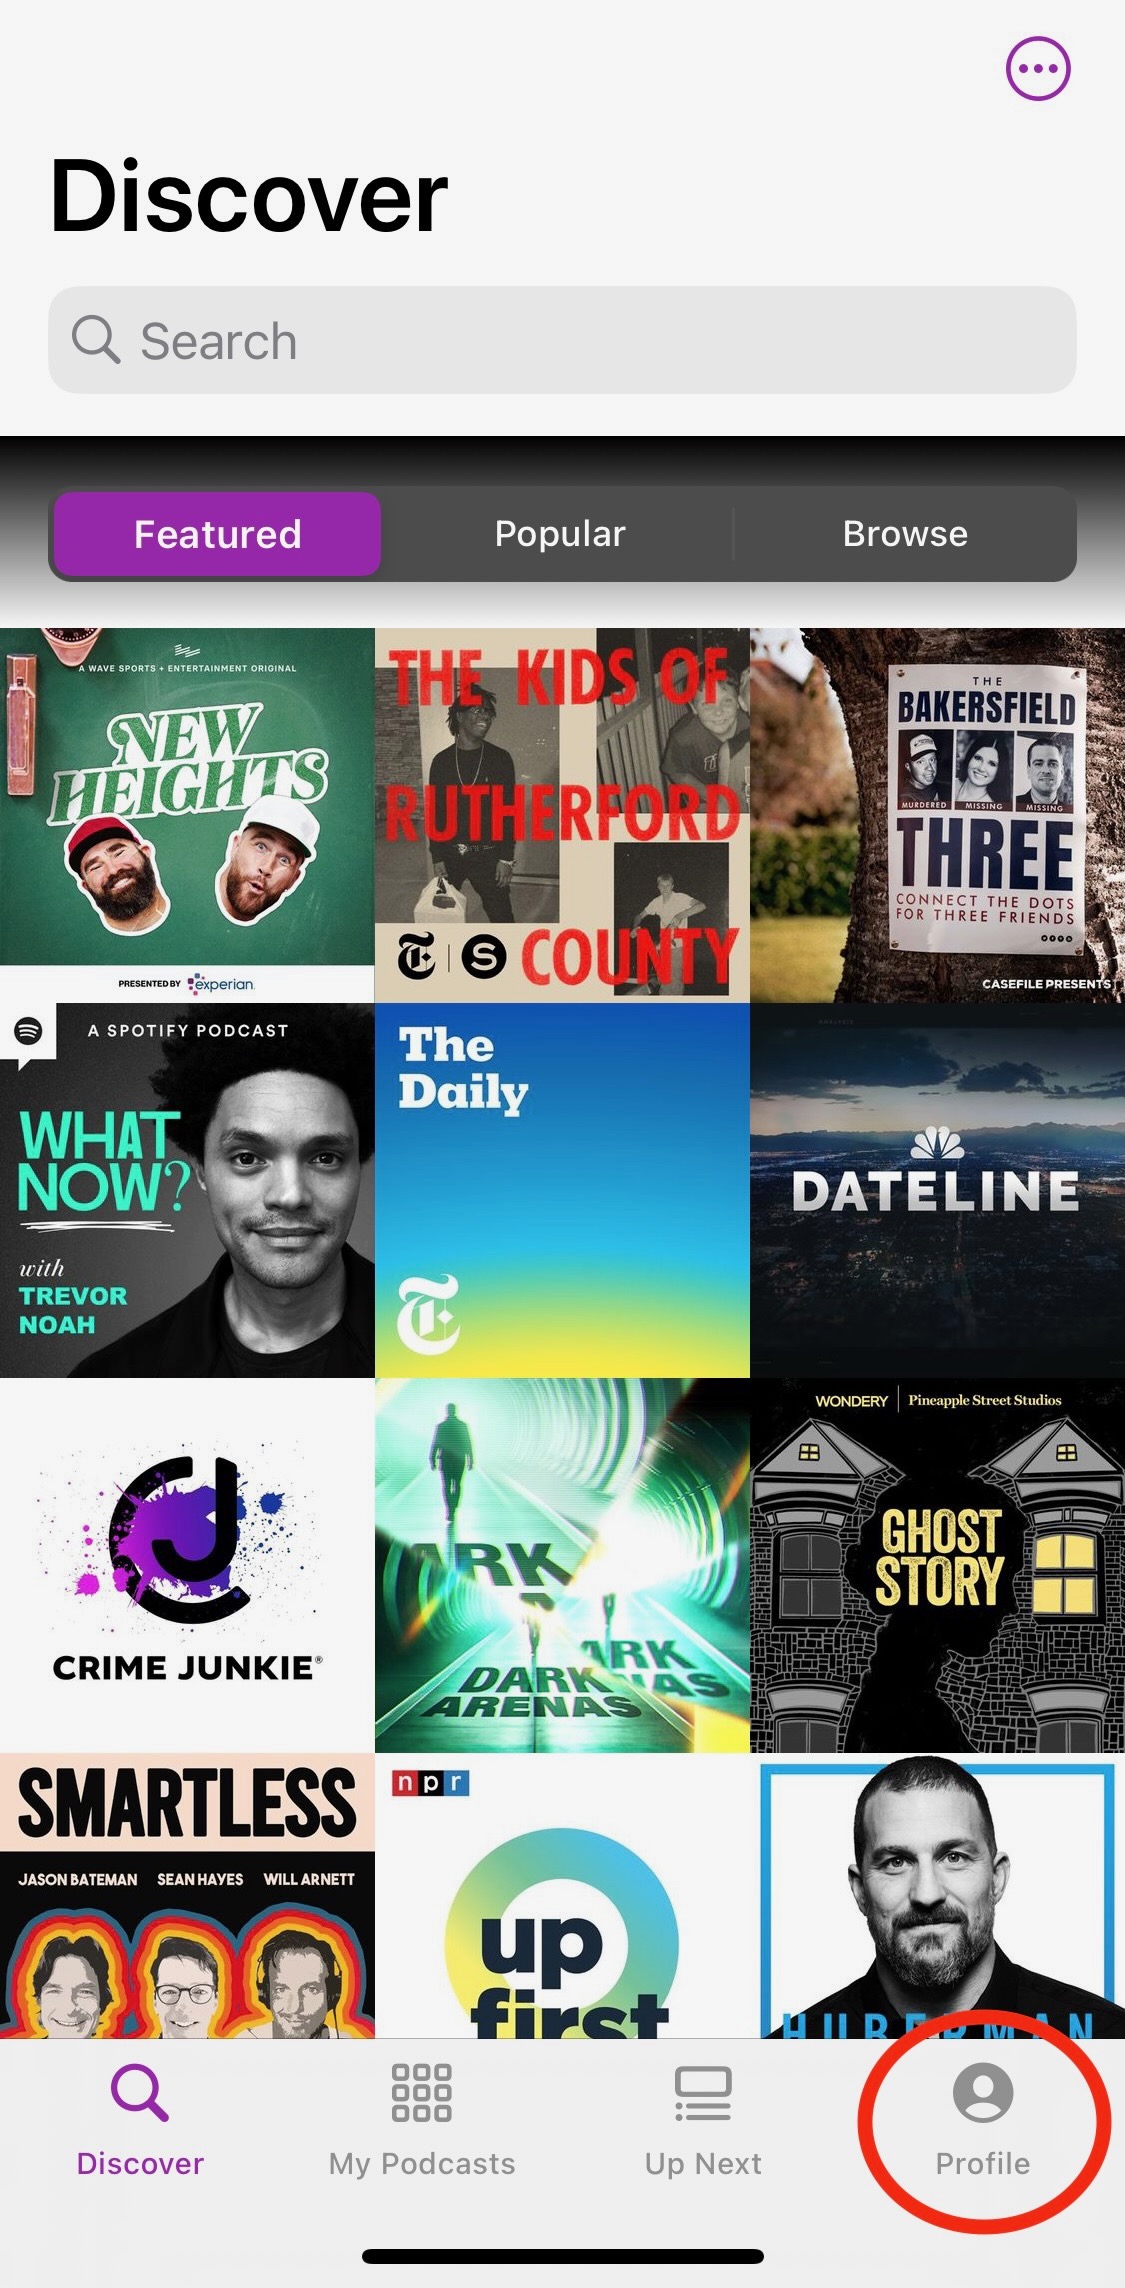 Discover
Search
Featured
Popular
Browse
A WAVE SPORTS + ENTERTAINMENT ORIGINAL
NEW
HEIGHTS
PRESENTED BY experian
THE KIDS OF
RUTHERFORD
COUNTY
THE
BAKERSFIELD
MURDERED
MISSING
MISSING
THREE
CONNECT THE DOTS
FOR THREE FRIENDS
CASEFILE PRESENTS
A SPOTIFY PODCAST
WHAT
NOW?
with
TREVOR
NOAH
The
Daily
DATELINE
CRIME JUNKIE®
ARK
ARK
DARK
ARENAS
WONDERY | Pineapple Street Studios
GHOST
STORY
SMARTLESS
JASON BATEMAN SEAN HAYES WILL ARNETT
npr
up
first
HUBERMAN
Discover
My Podcasts
Up Next
Profile